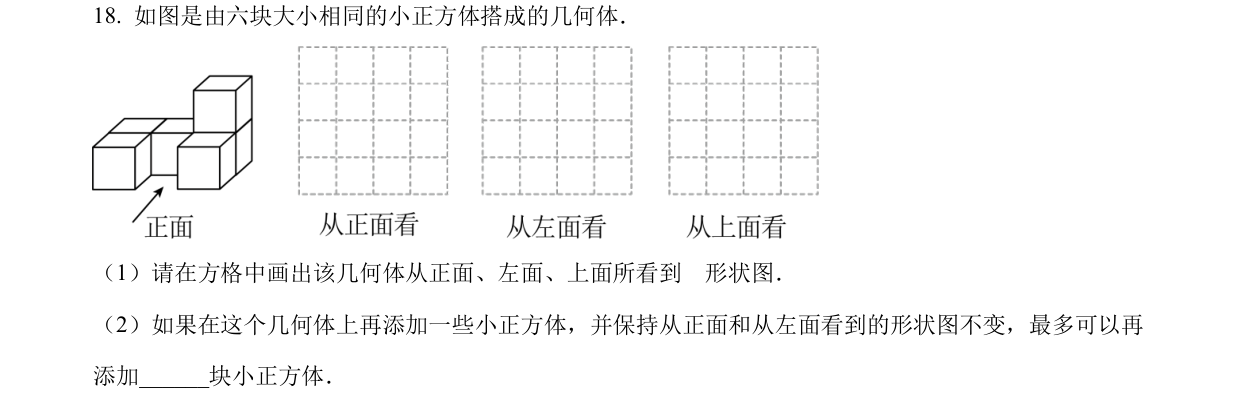 18. 如图是由六块大小相同的小正方体搭成的几何体．
正面
从正面看
从左面看
从上面看
（1）请在方格中画出该几何体从正面、左面、上面所看到　形状图．
（2）如果在这个几何体上再添加一些小正方体，并保持从正面和从左面看到的形状图不变，最多可以再
添加______块小正方体．